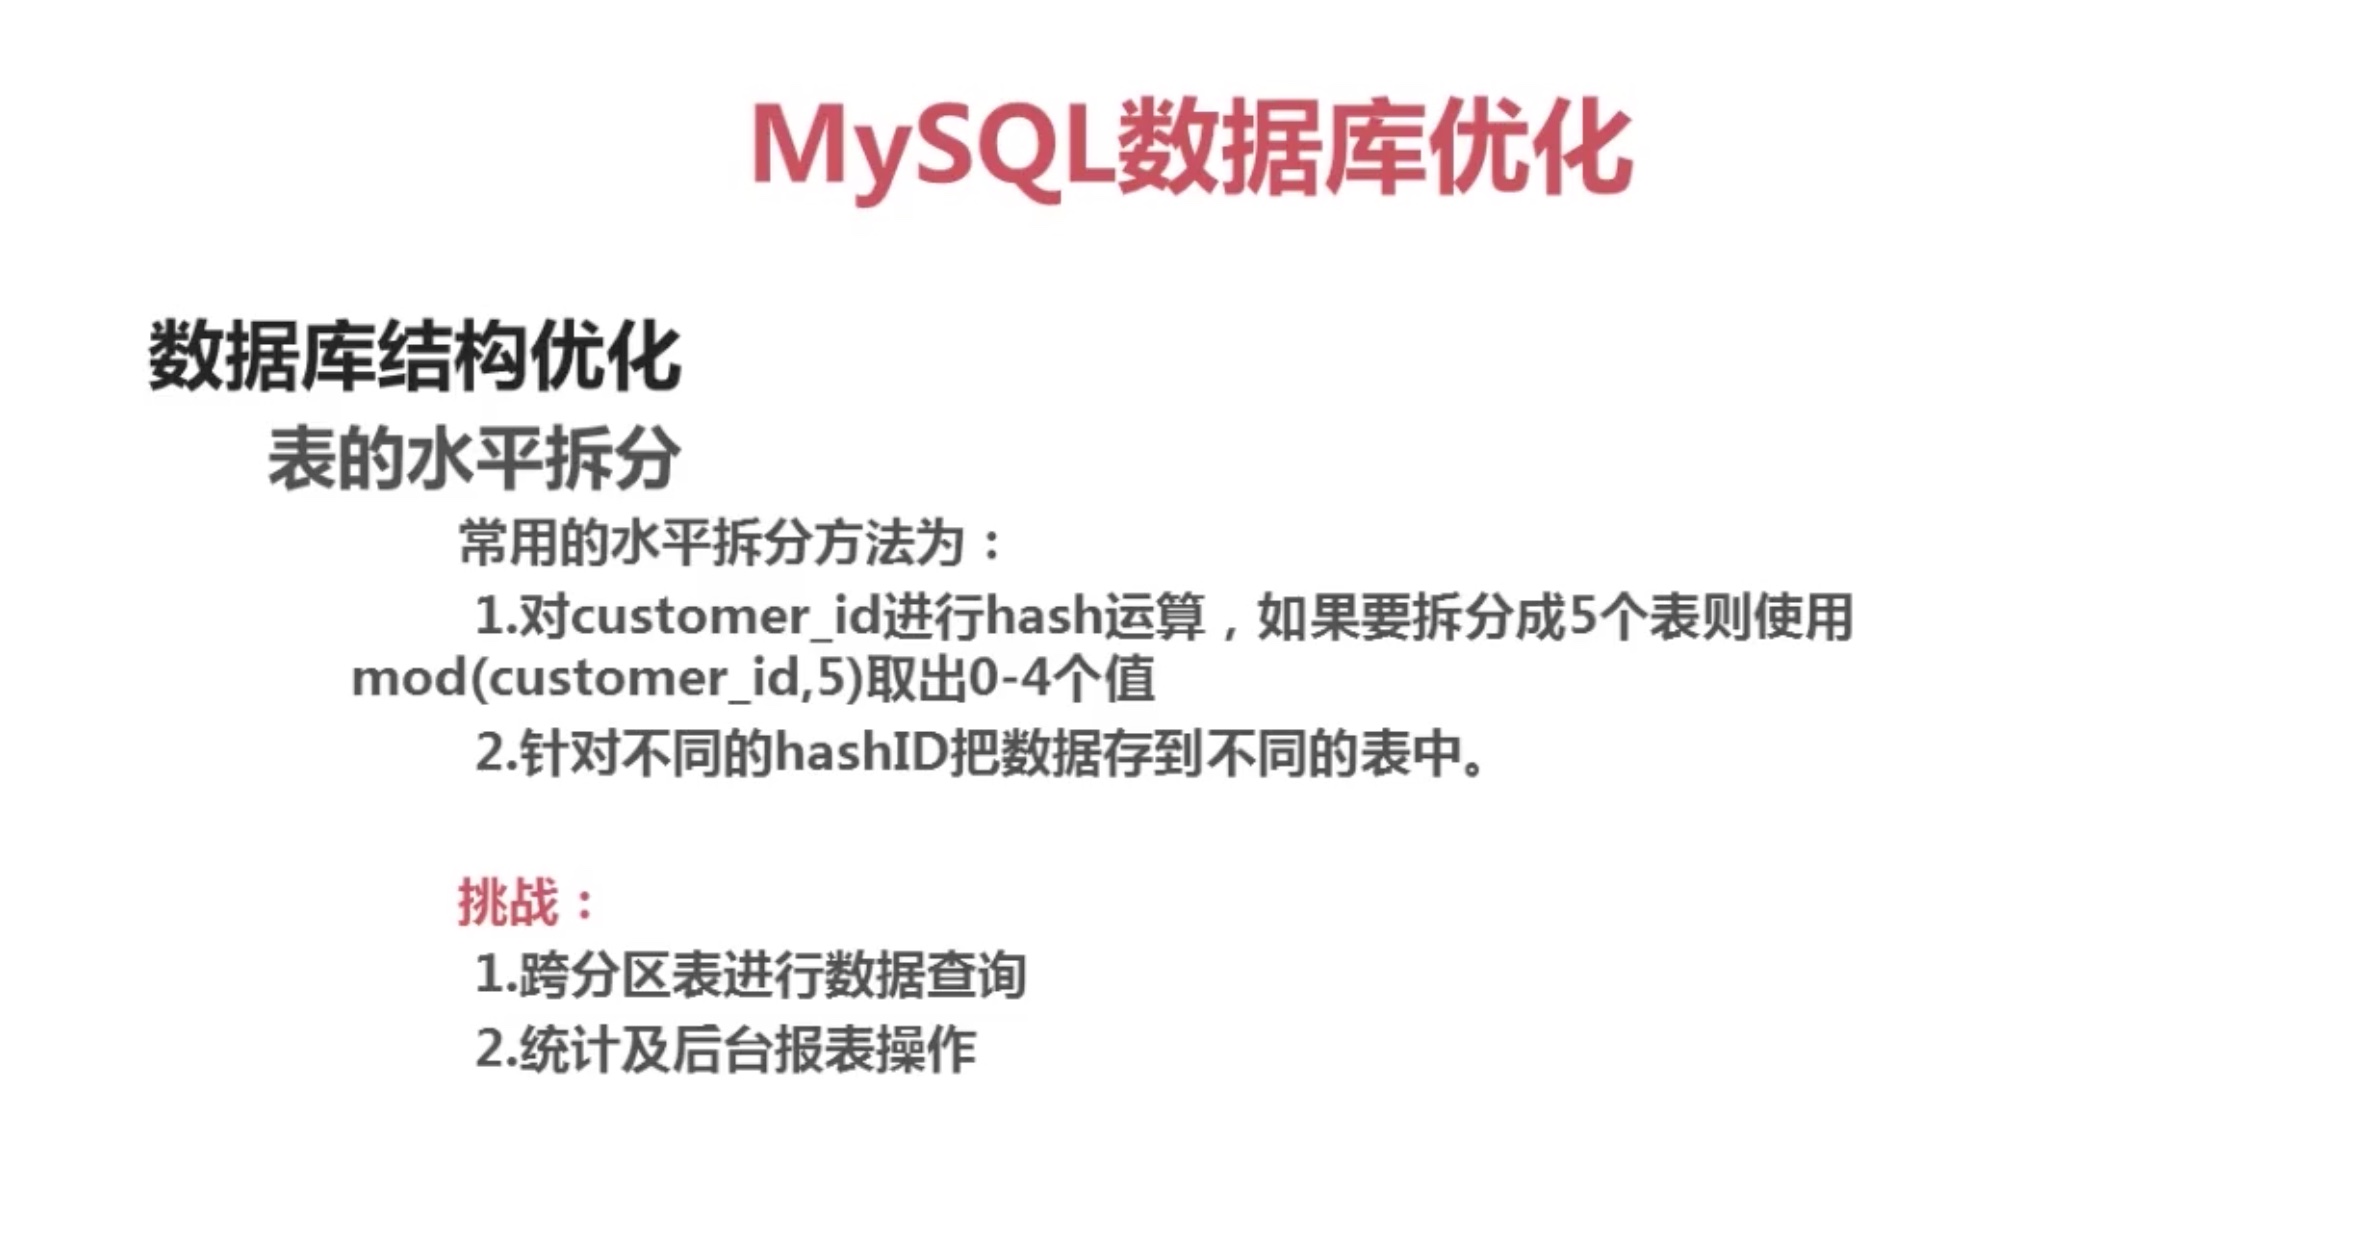 MySQL数据库优化
数据库结构优化
表的水平拆分
常用的水平拆分方法为：
1.对customer_id进行hash运算，如果要拆分成5个表则使用
mod(customer_id,5)取出0-4个值
2.针对不同的hashID把数据存到不同的表中。
挑战：
1.跨分区表进行数据查询
2.统计及后台报表操作